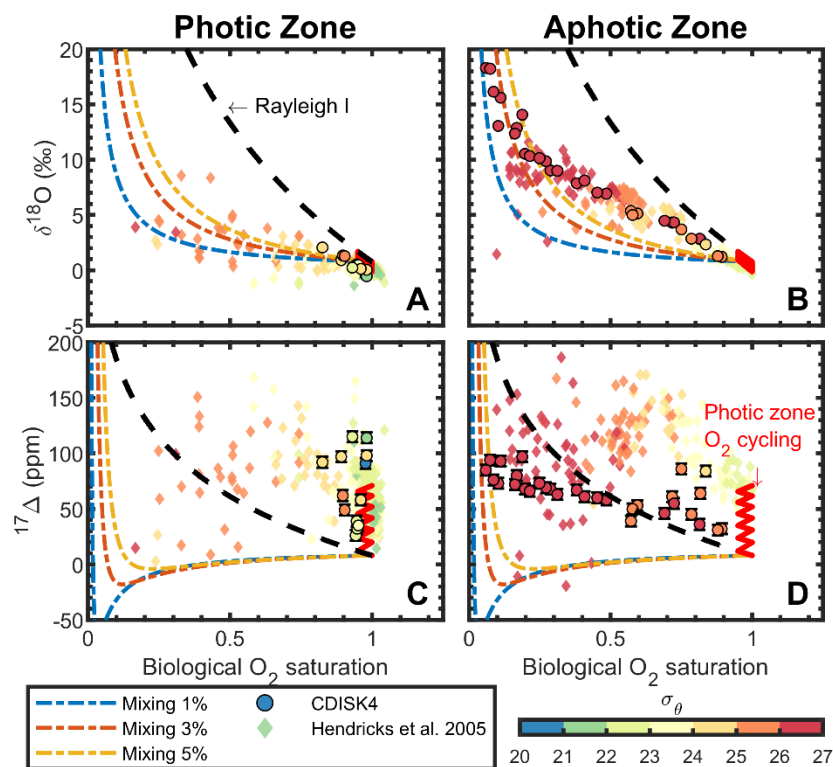 Photic Zone
Aphotic Zone
20
15
10
5
0
-5
δ18O (‰)
← Rayleigh I
A
B
200
150
100
50
0
-50
17Δ (ppm)
Photic zone
O2 cycling
↓
C
D
0
0.5
1
0
0.5
1
Biological O2 saturation
Biological O2 saturation
Mixing 1%
Mixing 3%
Mixing 5%
CDISK4
Hendricks et al. 2005
σθ
20 21 22 23 24 25 26 27